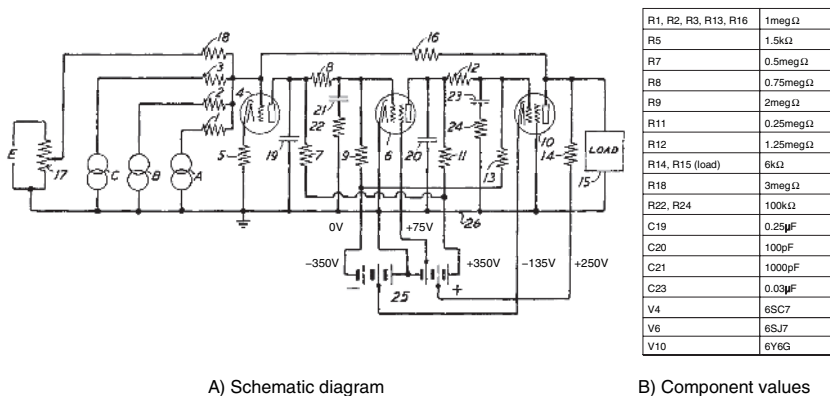 18
16
3
4
8
12
2
21
23
1
22
24
10
E
17
C
B
A
5
19
7
9
6
20
11
13
14
LOAD
15
26
0V
+75V
−350V
+350V
−135V
+250V
−
25
+
A) Schematic diagram
R1, R2, R3, R13, R16 1megΩ
R5 1.5kΩ
R7 0.5megΩ
R8 0.75megΩ
R9 2megΩ
R11 0.25megΩ
R12 1.25megΩ
R14, R15 (load) 6kΩ
R18 3megΩ
R22, R24 100kΩ
C19 0.25µF
C20 100pF
C21 1000pF
C23 0.03µF
V4 6SC7
V6 6SJ7
V10 6Y6G
B) Component values